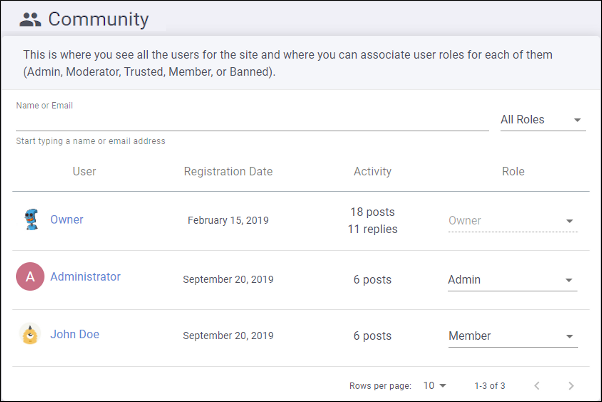 Community
This is where you see all the users for the site and where you can associate user roles for each of them
(Admin, Moderator, Trusted, Member, or Banned).
Name or Email
All Roles
Start typing a name or email address
User Registration Date Activity Role
Owner February 15, 2019 18 posts Owner
11 replies
A Administrator September 20, 2019 6 posts Admin
John Doe September 20, 2019 6 posts Member
Rows per page: 10 1-3 of 3